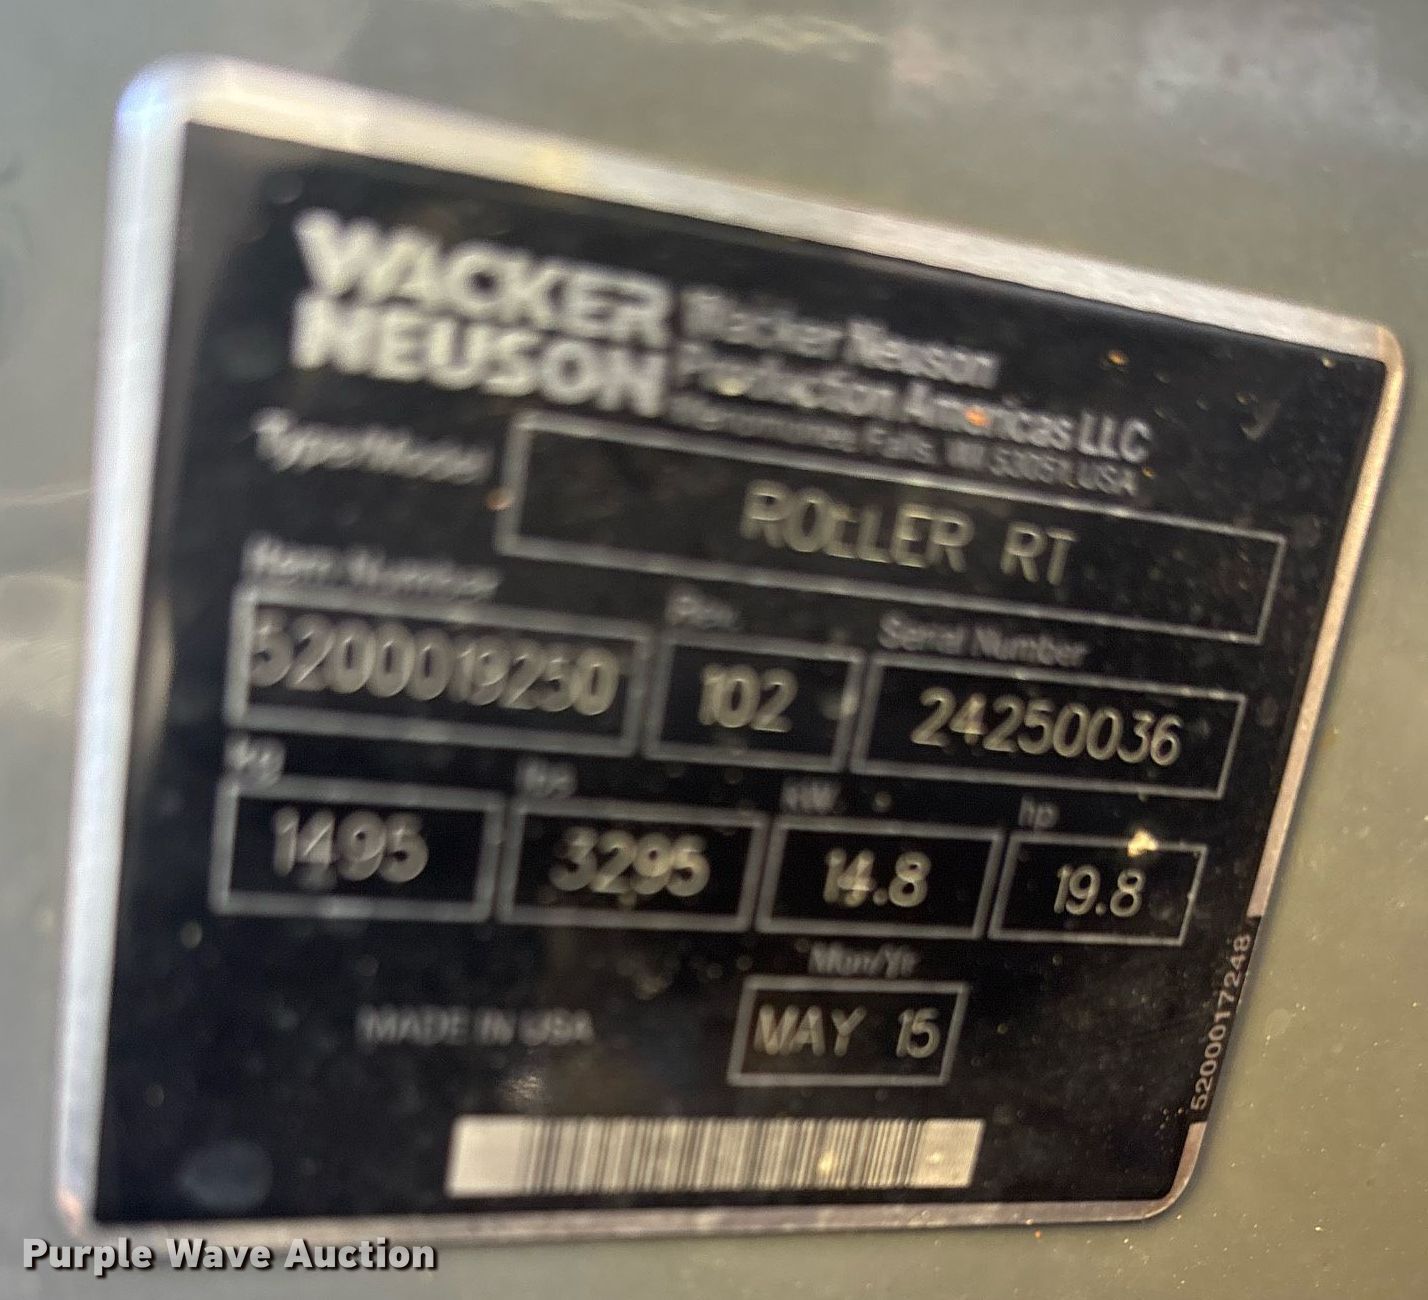 WACKER
NEUSON
Wacker Neuson
Production Americas LLC
Menomonee Falls, WI 53051, USA
Type/Model
ROLLER RT
Item Number
Rev.
Serial Number
5200019250
102
24250036
kg
lbs
kW
hp
1495
3295
14.8
19.8
Mon/Yr
MADE IN USA
MAY 15
5200017248
Purple Wave Auction